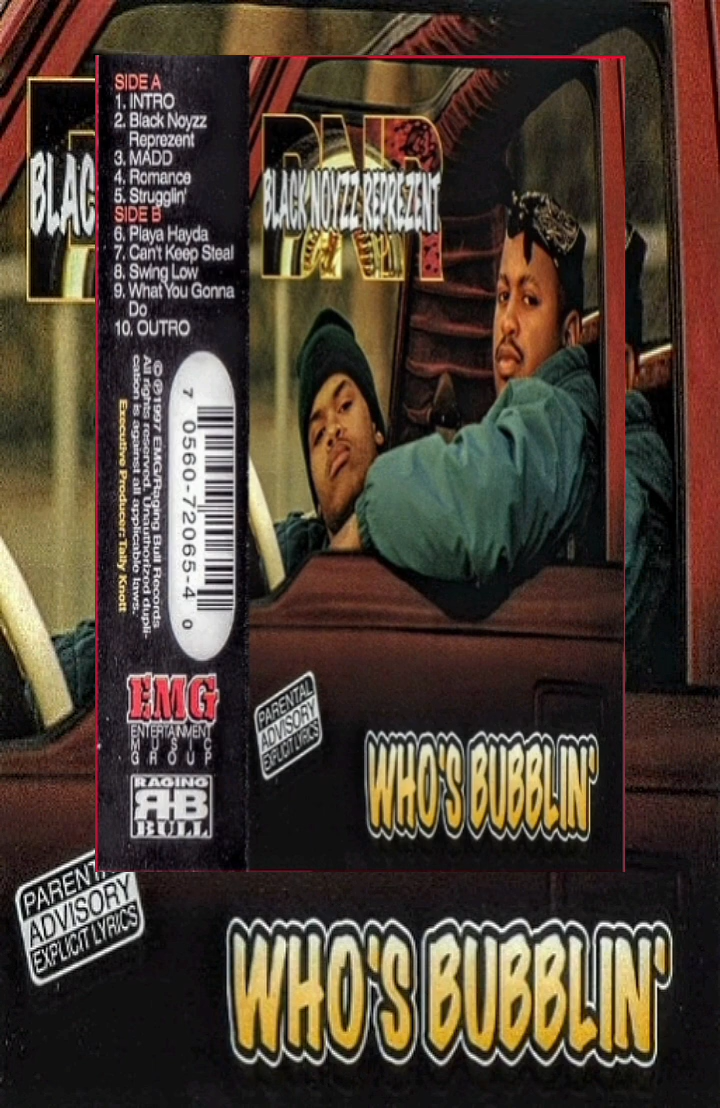 SIDE A
1. INTRO
2. Black Noyzz
Reprezent
3. MADD
4. Romance
5. Strugglin'
SIDE B
6. Playa Hayda
7. Can't Keep Steal
8. Swing Low
9. What You Gonna
Do
10. OUTRO
7 0560-72065-4 0
© ℗ 1997 EMG/Raging Bull Records
All rights reserved. Unauthorized dupli-
cation is against all applicable laws.
Executive Producer: Tally Knott
EMG
ENTERTAINMENT
MUSIC
GROUP
RAGING
RB
BULL
BNR
BLACK NOYZZ REPREZENT
PARENTAL
ADVISORY
EXPLICIT LYRICS
WHO'S BUBBLIN'
BLAC
PARENT
ADVISORY
EXPLICIT LYRICS
WHO'S BUBBLIN'